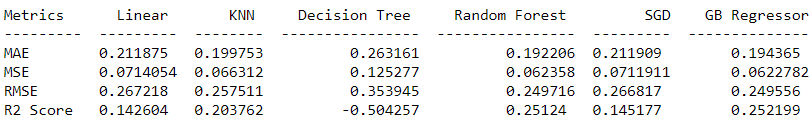 Metrics    Linear     KNN       Decision Tree    Random Forest    SGD        GB Regressor
---------  ---------  --------  ---------------  ---------------  ---------  --------------
MAE        0.211875   0.199753  0.263161         0.192206         0.211909   0.194365
MSE        0.0714054  0.066312  0.125277         0.062358         0.0711911  0.0622782
RMSE       0.267218   0.257511  0.353945         0.249716         0.266817   0.249556
R2 Score   0.142604   0.203762  -0.504257        0.25124          0.145177   0.252199